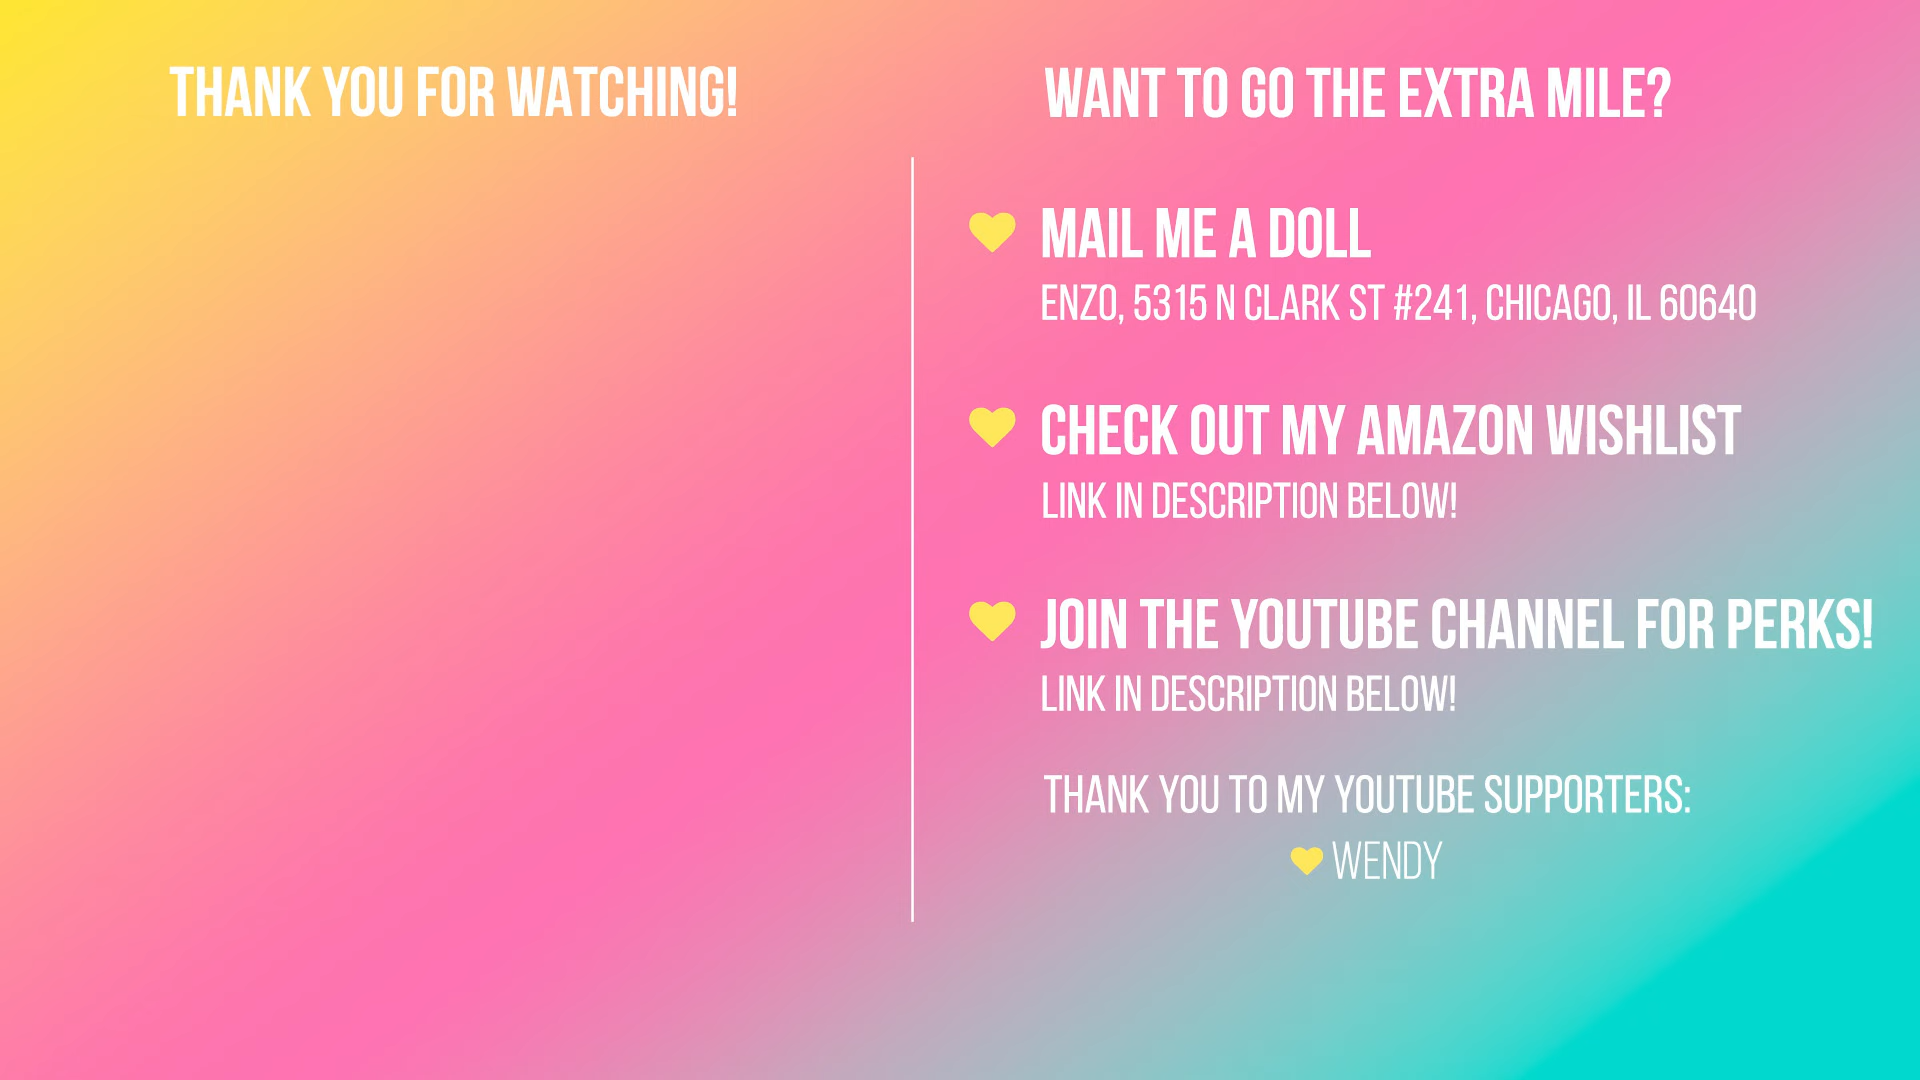 THANK YOU FOR WATCHING!
WANT TO GO THE EXTRA MILE?
MAIL ME A DOLL
ENZO, 5315 N CLARK ST #241, CHICAGO, IL 60640
CHECK OUT MY AMAZON WISHLIST
LINK IN DESCRIPTION BELOW!
JOIN THE YOUTUBE CHANNEL FOR PERKS!
LINK IN DESCRIPTION BELOW!
THANK YOU TO MY YOUTUBE SUPPORTERS:
WENDY